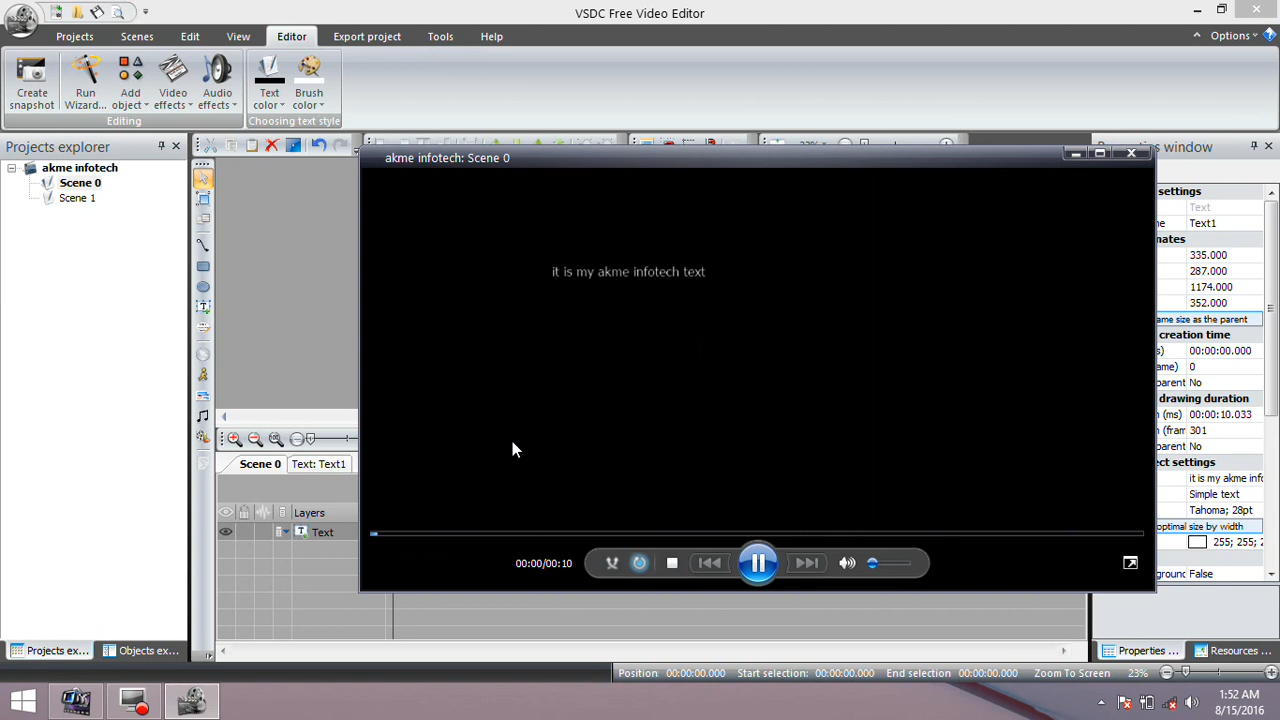 VSDC Free Video Editor
Projects Scenes Edit View Editor Export project Tools Help Options
Create snapshot
Run Wizard...
Add object
Video effects
Audio effects
Text color
Brush color
Editing
Choosing text style
Projects explorer
akme infotech
Scene 0
Scene 1
akme infotech: Scene 0
it is my akme infotech text
00:00/00:10
window
settings
Text
Text1
335.000
287.000
1174.000
352.000
ame size as the parent
creation time
00:00:00.000
0
parent No
drawing duration
(ms) 00:00:10.033
301
parent No
ect settings
it is my akme info
Simple text
Tahoma; 28pt
optimal size by width
255; 255; 2
False
Scene 0 Text: Text1
Layers
Text
Projects ex... Objects ex...
Properties ... Resources ...
Position 00:00:00.000 Start selection 00:00:00.000 End selection 00:00:00.000 Zoom To Screen 23%
1:52 AM
8/15/2016